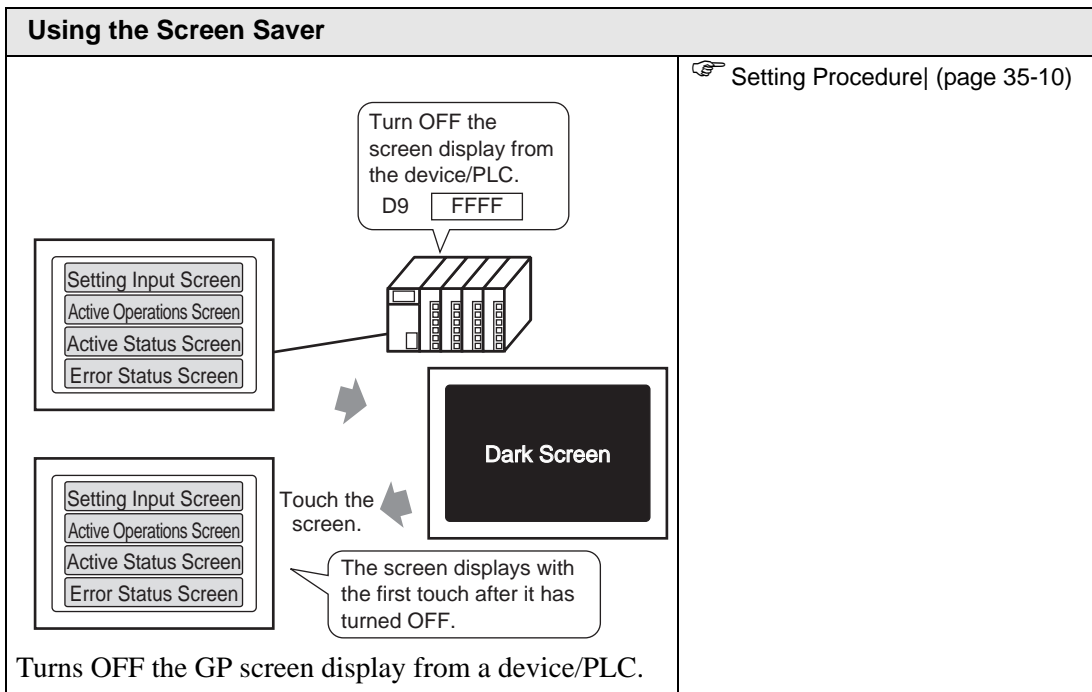 Using the Screen Saver
☞ Setting Procedure| (page 35-10)
Turn OFF the
screen display from
the device/PLC.
D9 FFFF
Setting Input Screen
Active Operations Screen
Active Status Screen
Error Status Screen
Dark Screen
Setting Input Screen
Active Operations Screen
Active Status Screen
Error Status Screen
Touch the
screen.
The screen displays with
the first touch after it has
turned OFF.
Turns OFF the GP screen display from a device/PLC.